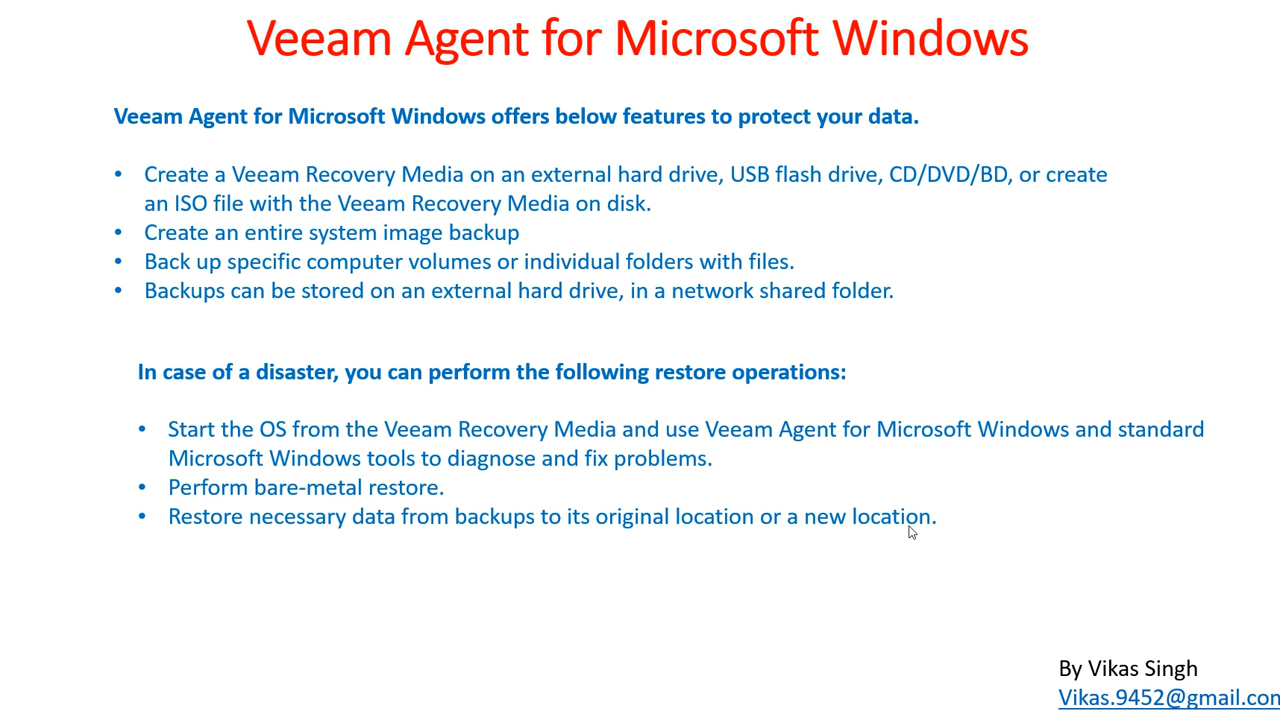 Veeam Agent for Microsoft Windows
Veeam Agent for Microsoft Windows offers below features to protect your data.
• Create a Veeam Recovery Media on an external hard drive, USB flash drive, CD/DVD/BD, or create
an ISO file with the Veeam Recovery Media on disk.
• Create an entire system image backup
• Back up specific computer volumes or individual folders with files.
• Backups can be stored on an external hard drive, in a network shared folder.
In case of a disaster, you can perform the following restore operations:
• Start the OS from the Veeam Recovery Media and use Veeam Agent for Microsoft Windows and standard
Microsoft Windows tools to diagnose and fix problems.
• Perform bare-metal restore.
• Restore necessary data from backups to its original location or a new location.
By Vikas Singh
Vikas.9452@gmail.con